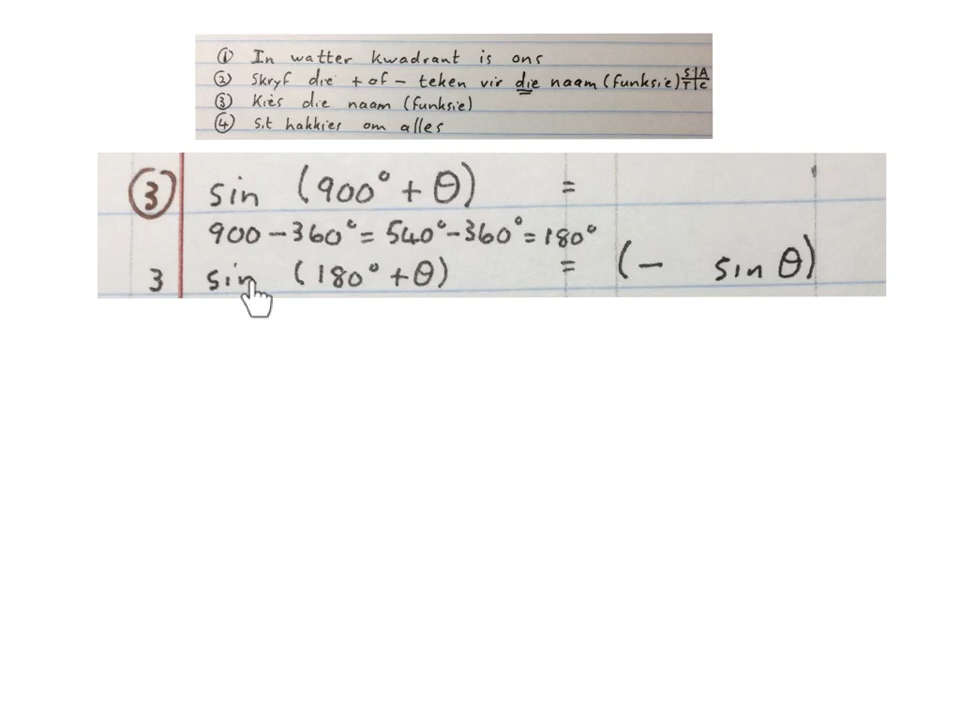 ① In watter kwadrant is ons
② Skryf die + of - teken vir die naam (funksie) S|A T|C
③ Kies die naam (funksie)
④ Sit hakkies om alles
③ sin (900° + θ) =
900 - 360° = 540° - 360° = 180°
3 sin (180° + θ) = (- sin θ)